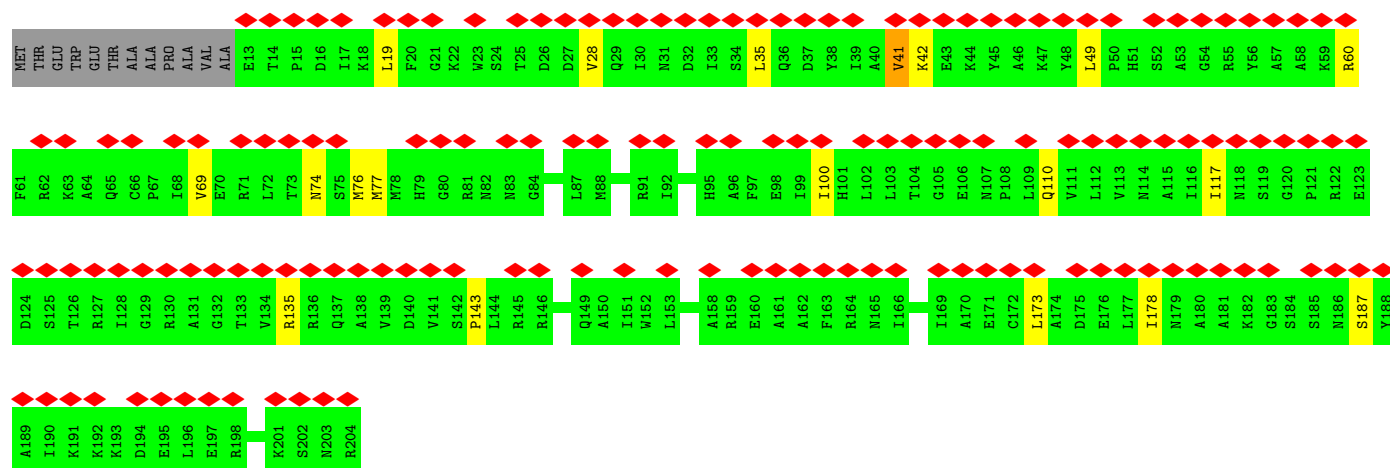 MET THR GLU TRP GLU THR ALA ALA PRO ALA VAL ALA E13 T14 P15 D16 I17 K18 L19 F20 G21 K22 W23 S24 T25 D26 D27 V28 Q29 I30 N31 D32 I33 S34 L35 Q36 D37 Y38 I39 A40 V41 K42 E43 K44 Y45 A46 K47 Y48 L49 P50 H51 S52 A53 G54 R55 Y56 A57 A58 K59 R60
F61 R62 K63 A64 Q65 C66 P67 I68 V69 E70 R71 L72 T73 N74 S75 M76 M77 M78 H79 G80 R81 N82 N83 G84 L87 M88 R91 I92 H95 A96 F97 E98 I99 I100 H101 L102 L103 T104 G105 E106 N107 P108 L109 Q110 V111 L112 V113 N114 A115 I116 I117 N118 S119 G120 P121 R122 E123
D124 S125 T126 R127 I128 G129 R130 A131 G132 T133 V134 R135 R136 Q137 A138 V139 D140 V141 S142 P143 L144 R145 R146 Q149 A150 I151 W152 L153 A158 R159 E160 A161 A162 F163 R164 N165 I166 I169 A170 E171 C172 L173 A174 D175 E176 L177 I178 N179 A180 A181 K182 G183 S184 S185 N186 S187 Y188
A189 I190 K191 K192 K193 D194 E195 L196 E197 R198 K201 S202 N203 R204